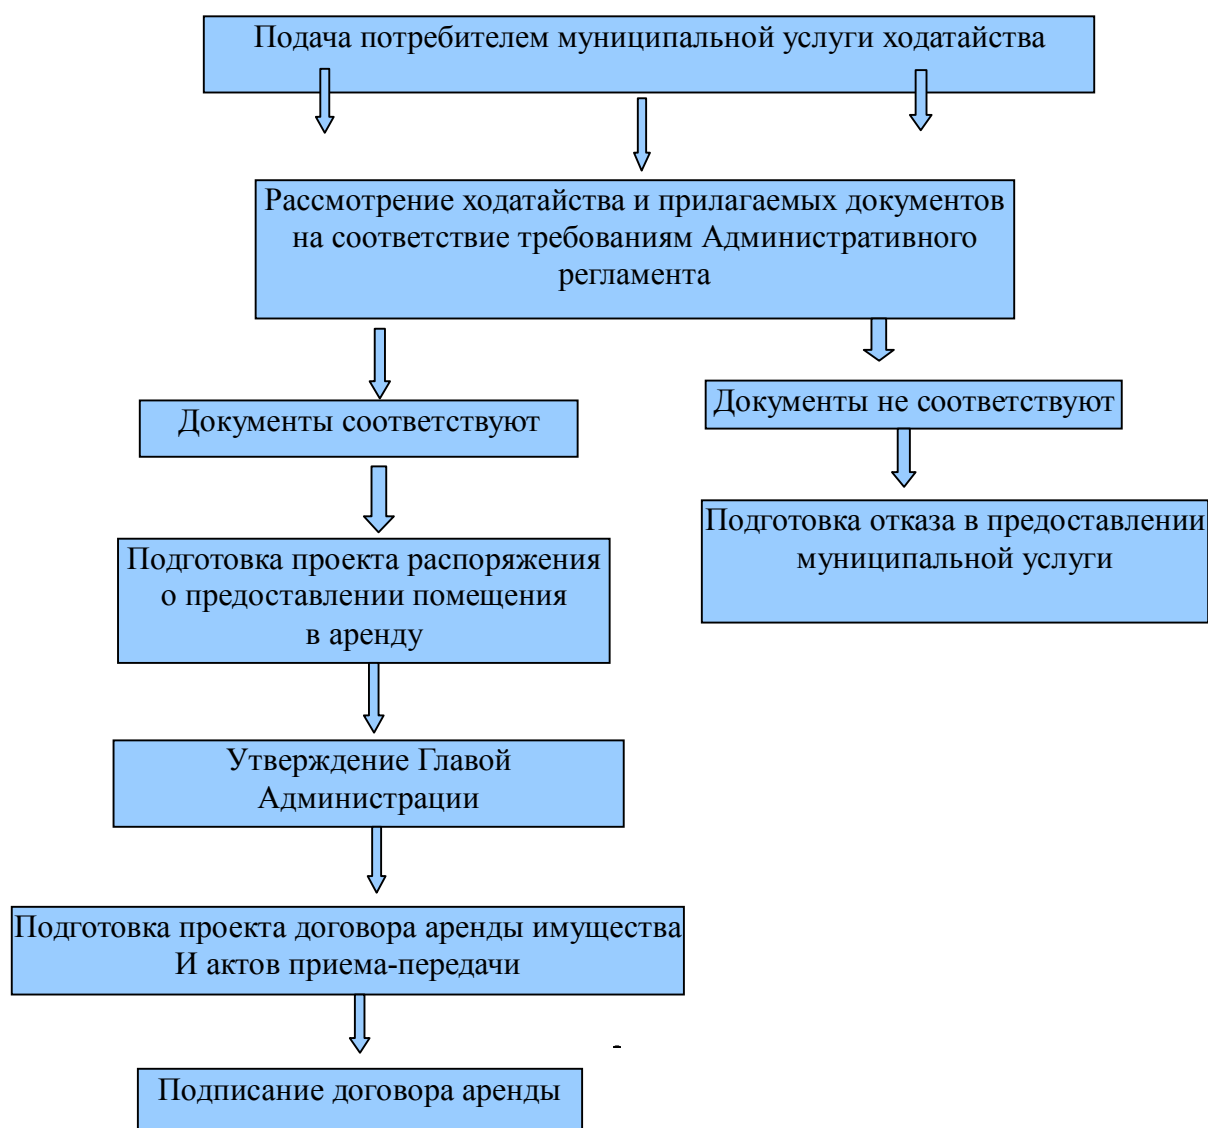 Подача потребителем муниципальной услуги ходатайства
Рассмотрение ходатайства и прилагаемых документов
на соответствие требованиям Административного
регламента
Документы соответствуют
Документы не соответствуют
Подготовка проекта распоряжения
о предоставлении помещения
в аренду
Подготовка отказа в предоставлении
муниципальной услуги
Утверждение Главой
Администрации
Подготовка проекта договора аренды имущества
И актов приема-передачи
-
Подписание договора аренды